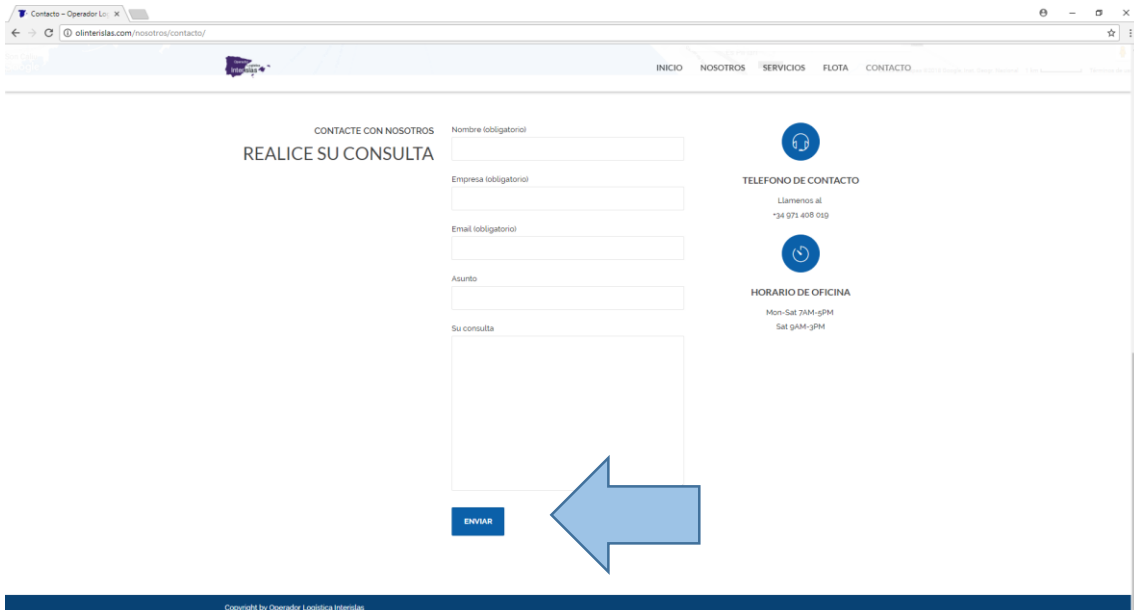 Contacto – Operador Lo
olinterislas.com/nosotros/contacto/
Interislas
INICIO NOSOTROS SERVICIOS FLOTA CONTACTO
CONTACTE CON NOSOTROS
REALICE SU CONSULTA
Nombre (obligatorio)
Empresa (obligatorio)
Email (obligatorio)
Asunto
Su consulta
ENVIAR
TELEFONO DE CONTACTO
Llamenos al
+34 971 408 019
HORARIO DE OFICINA
Mon-Sat 7AM-5PM
Sat 9AM-3PM
Copyright by Operador Logística Interislas